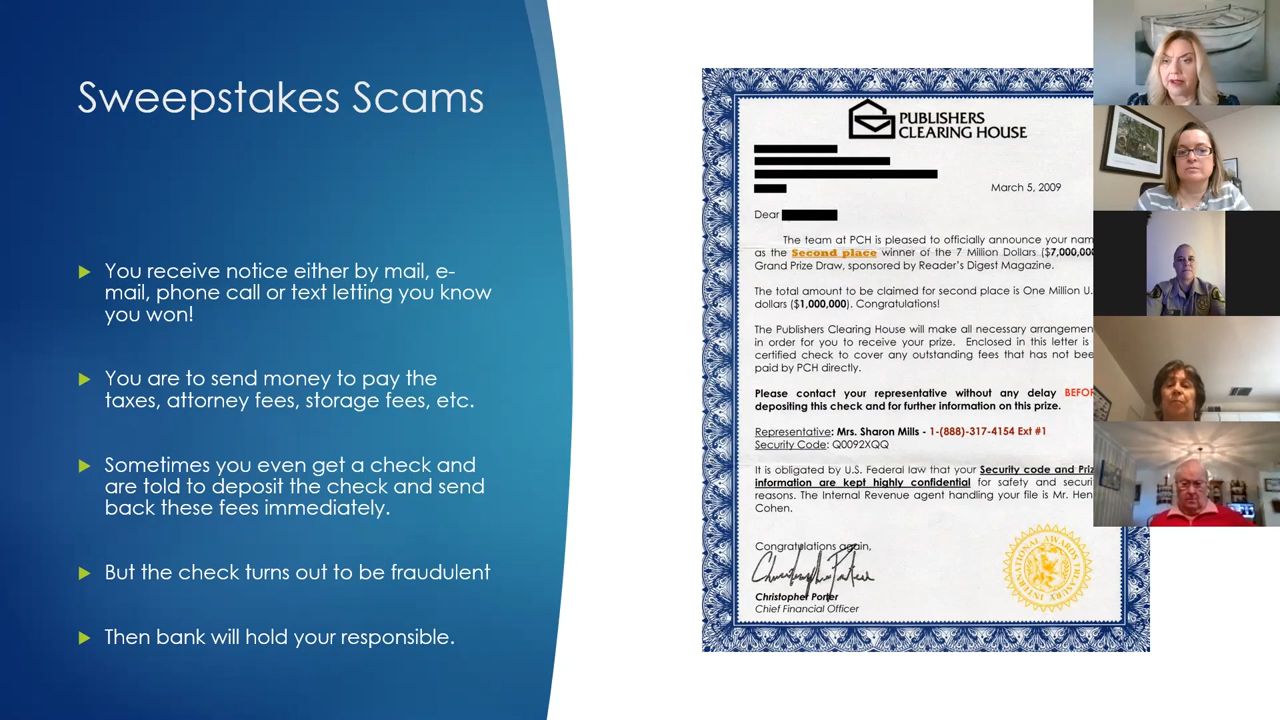 Sweepstakes Scams
You receive notice either by mail, e-
mail, phone call or text letting you know
you won!
You are to send money to pay the
taxes, attorney fees, storage fees, etc.
Sometimes you even get a check and
are told to deposit the check and send
back these fees immediately.
But the check turns out to be fraudulent
Then bank will hold your responsible.
PUBLISHERS
CLEARING HOUSE
March 5, 2009
Dear
The team at PCH is pleased to officially announce your nam
as the Second place winner of the 7 Million Dollars ($7,000,000
Grand Prize Draw, sponsored by Reader's Digest Magazine.
The total amount to be claimed for second place is One Million U.
dollars ($1,000,000). Congratulations!
The Publishers Clearing House will make all necessary arrangemen
in order for you to receive your prize. Enclosed in this letter is
certified check to cover any outstanding fees that has not bee
paid by PCH directly.
Please contact your representative without any delay BEFOR
depositing this check and for further information on this prize.
Representative: Mrs. Sharon Mills - 1-(888)-317-4154 Ext #1
Security Code: Q0092XQQ
It is obligated by U.S. Federal law that your Security code and Priz
information are kept highly confidential for safety and securi
reasons. The Internal Revenue agent handling your file is Mr. Hen
Cohen.
Congratulations again,
Christopher Porter
Chief Financial Officer
INTERNATIONAL AWARDS TREASURY